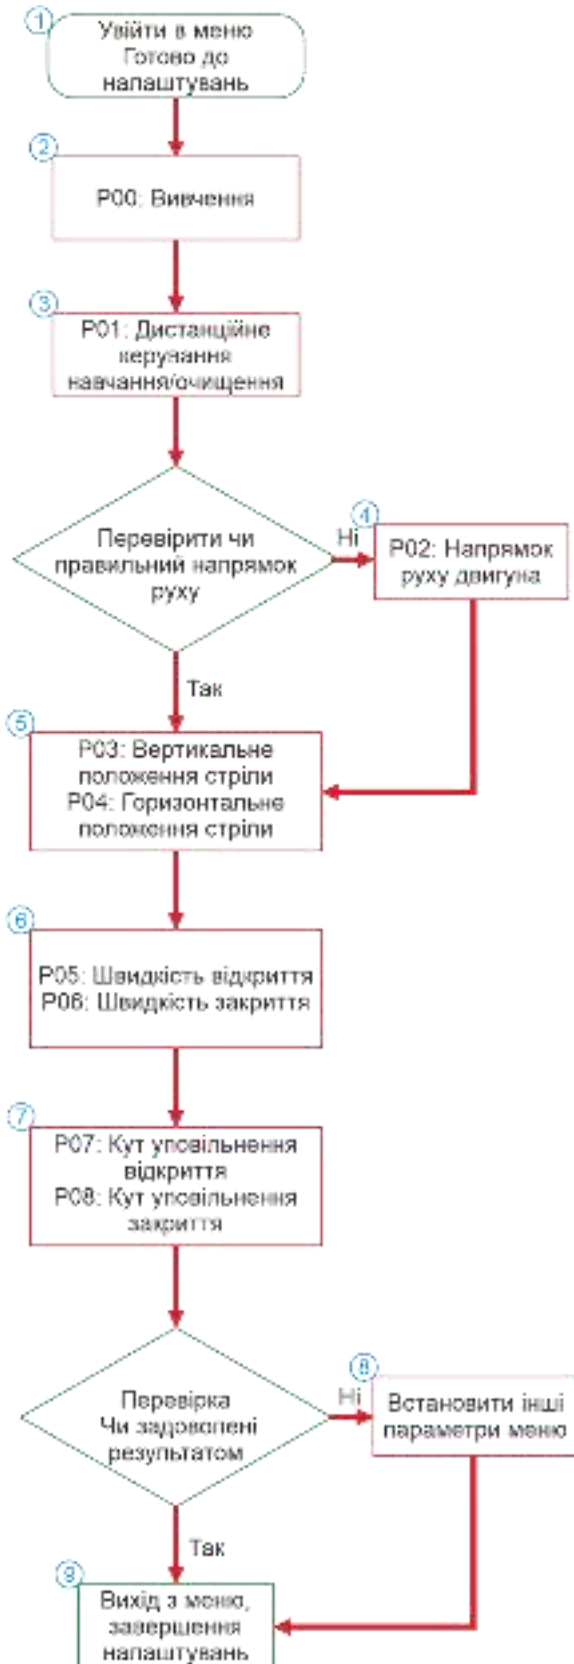 1
Увійти в меню
Готово до
налаштувань
2
P00: Вивчення
3
P01: Дистанційне
керування
навчання/очищення
Перевірити чи
правильний напрямок
руху
Ні
4
P02: Напрямок
руху двигуна
Так
5
P03: Вертикальне
положення стріли
P04: Горизонтальне
положення стріли
6
P05: Швидкість відкриття
P06: Швидкість закриття
7
P07: Кут уповільнення
відкриття
P08: Кут уповільнення
закриття
Перевірка
Чи задоволені
результатом
Ні
8
Встановити інші
параметри меню
Так
9
Вихід з меню,
завершення
налаштувань